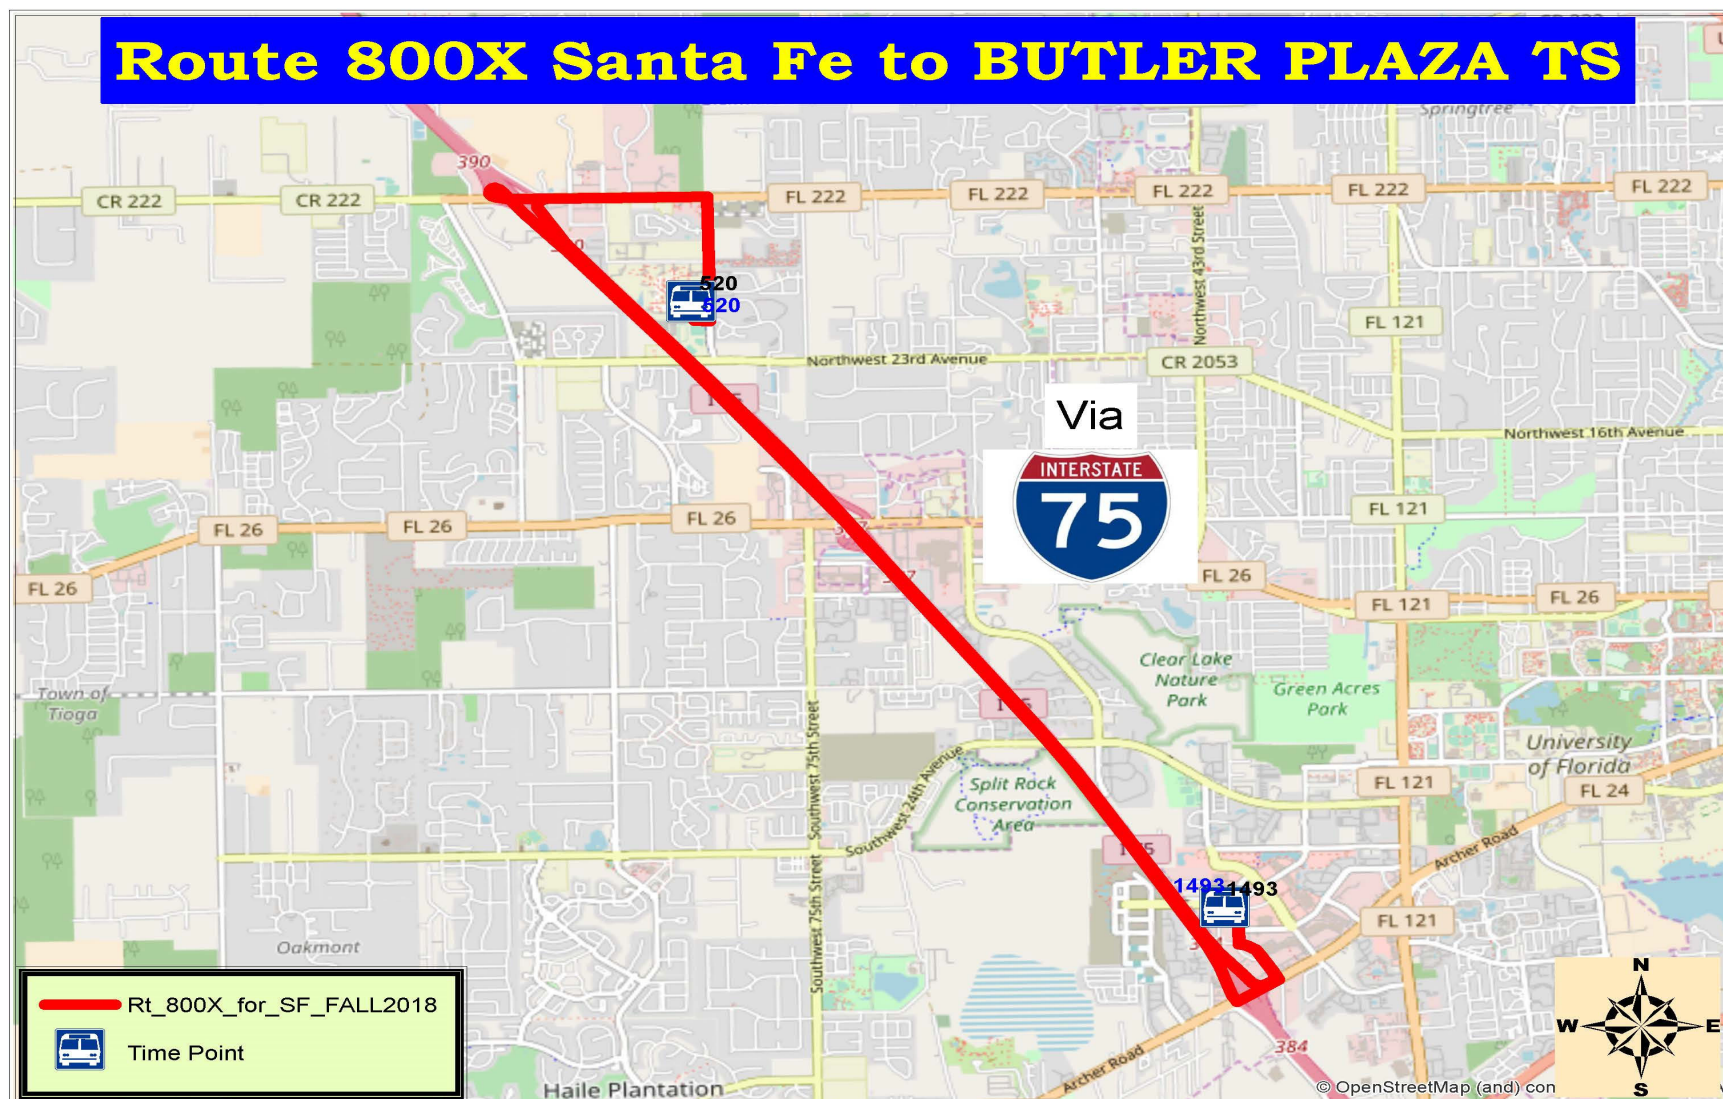 Route 800X Santa Fe to BUTLER PLAZA TS
Springtree
390
CR 222
CR 222
FL 222
FL 222
FL 222
FL 222
FL 222
Northwest 43rd Street
520
520
FL 121
Northwest 23rd Avenue
CR 2053
Via
Northwest 16th Avenue
INTERSTATE
75
FL 26
FL 26
FL 26
FL 121
FL 26
FL 26
FL 121
FL 26
Clear Lake
Nature
Park
Green Acres
Park
Town of
Tioga
Southwest 75th Street
Southwest 75th Street
Southwest 24th Avenue
University
of Florida
Split Rock
Conservation
Area
FL 121
FL 24
Archer Road
1493
1493
FL 121
Oakmont
Rt_800X_for_SF_FALL2018
Time Point
384
Archer Road
Haile Plantation
N
W
E
S
© OpenStreetMap (and) con